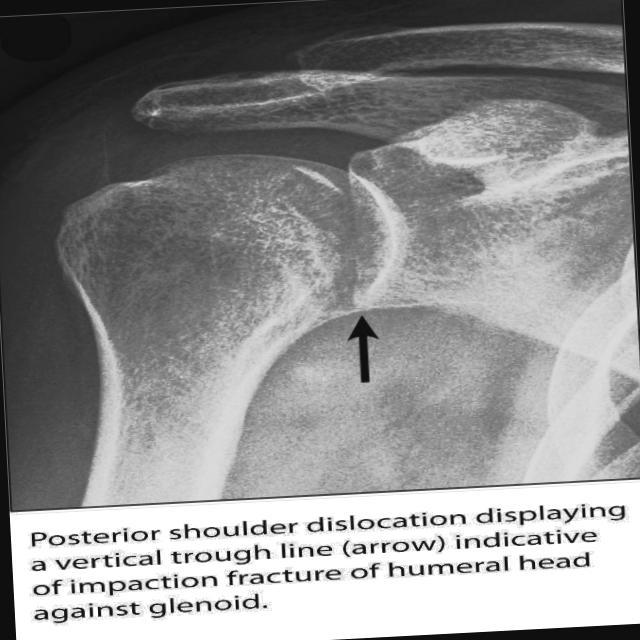 Posterior shoulder dislocation displaying
a vertical trough line (arrow) indicative
of impaction fracture of humeral head
against glenoid.